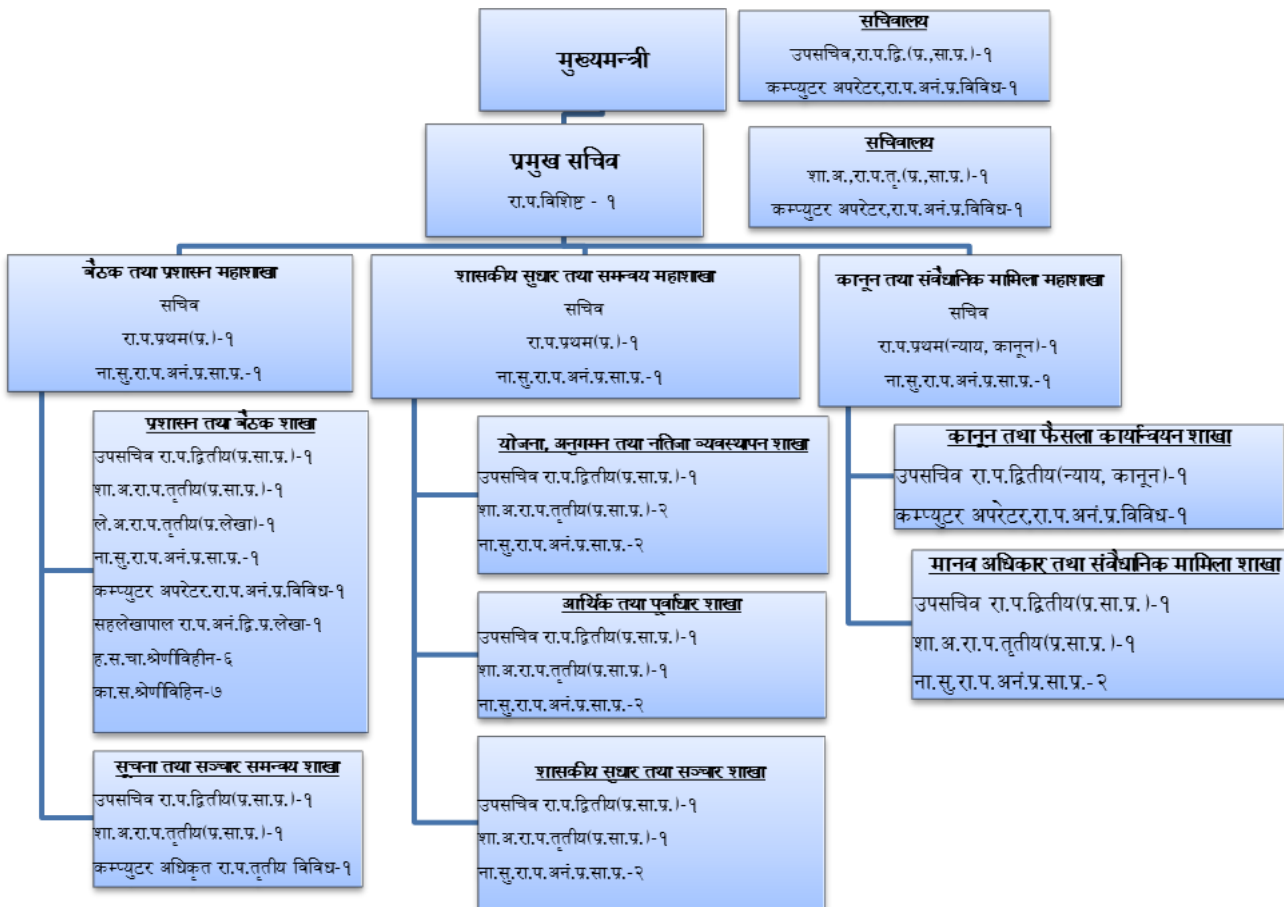 मुख्यमन्त्री
सचिवालय
उपसचिव,रा.प.द्वि.(प्र.,सा.प्र.)-१
कम्प्युटर अपरेटर,रा.प.अनं.प्र.विविध-१
प्रमुख सचिव
रा.प.विशिष्ट - १
सचिवालय
शा.अ.,रा.प.तृ.(प्र.,सा.प्र.)-१
कम्प्युटर अपरेटर,रा.प.अनं.प्र.विविध-१
बैठक तथा प्रशासन महाशाखा
सचिव
रा.प.प्रथम(प्र.)-१
ना.सु.रा.प.अनं.प्र.सा.प्र.-१
प्रशासन तथा बैठक शाखा
उपसचिव रा.प.द्वितीय(प्र.सा.प्र.)-१
शा.अ.रा.प.तृतीय(प्र.सा.प्र.)-१
ले.अ.रा.प.तृतीय(प्र.लेखा)-१
ना.सु.रा.प.अनं.प्र.सा.प्र.-१
कम्प्युटर अपरेटर.रा.प.अनं.प्र.विविध-१
सहलेखापाल रा.प.अनं.द्वि.प्र.लेखा-१
ह.स.चा.श्रेणीविहीन-६
का.स.श्रेणीविहिन-७
सूचना तथा सञ्चार समन्वय शाखा
उपसचिव रा.प.द्वितीय(प्र.सा.प्र.)-१
शा.अ.रा.प.तृतीय(प्र.सा.प्र.)-१
कम्प्युटर अधिकृत रा.प.तृतीय विविध-१
शासकीय सुधार तथा समन्वय महाशाखा
सचिव
रा.प.प्रथम(प्र.)-१
ना.सु.रा.प.अनं.प्र.सा.प्र.-१
योजना, अनुगमन तथा नतिजा व्यवस्थापन शाखा
उपसचिव रा.प.द्वितीय(प्र.सा.प्र.)-१
शा.अ.रा.प.तृतीय(प्र.सा.प्र.)-२
ना.सु.रा.प.अनं.प्र.सा.प्र.-२
आर्थिक तथा पूर्वाधार शाखा
उपसचिव रा.प.द्वितीय(प्र.सा.प्र.)-१
शा.अ.रा.प.तृतीय(प्र.सा.प्र.)-१
ना.सु.रा.प.अनं.प्र.सा.प्र.-२
शासकीय सुधार तथा सञ्चार शाखा
उपसचिव रा.प.द्वितीय(प्र.सा.प्र.)-१
शा.अ.रा.प.तृतीय(प्र.सा.प्र.)-१
ना.सु.रा.प.अनं.प्र.सा.प्र.-२
कानून तथा संवैधानिक मामिला महाशाखा
सचिव
रा.प.प्रथम(न्याय, कानून)-१
ना.सु.रा.प.अनं.प्र.सा.प्र.-१
कानून तथा फैसला कार्यान्वयन शाखा
उपसचिव रा.प.द्वितीय(न्याय, कानून)-१
कम्प्युटर अपरेटर,रा.प.अनं.प्र.विविध-१
मानव अधिकार तथा संवैधानिक मामिला शाखा
उपसचिव रा.प.द्वितीय(प्र.सा.प्र.)-१
शा.अ.रा.प.तृतीय(प्र.सा.प्र.)-१
ना.सु.रा.प.अनं.प्र.सा.प्र.-२